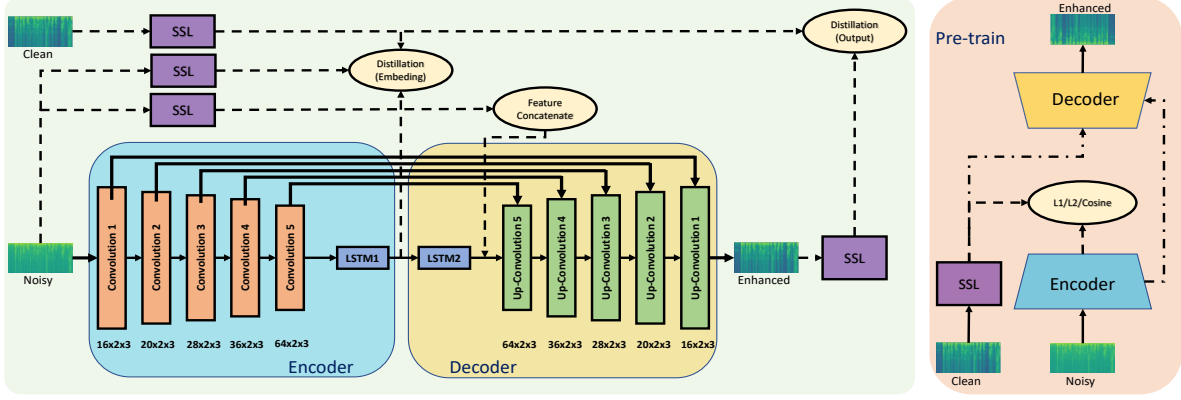 Clean
SSL
SSL
SSL
Distillation
(Embeding)
Feature
Concatenate
Distillation
(Output)
Noisy
Convolution 1
Convolution 2
Convolution 3
Convolution 4
Convolution 5
LSTM1
LSTM2
Up-Convolution 5
Up-Convolution 4
Up-Convolution 3
Up-Convolution 2
Up-Convolution 1
Enhanced
SSL
16x2x3
20x2x3
28x2x3
36x2x3
64x2x3
64x2x3
36x2x3
28x2x3
20x2x3
16x2x3
Encoder
Decoder
Enhanced
Pre-train
Decoder
L1/L2/Cosine
SSL
Encoder
Clean
Noisy